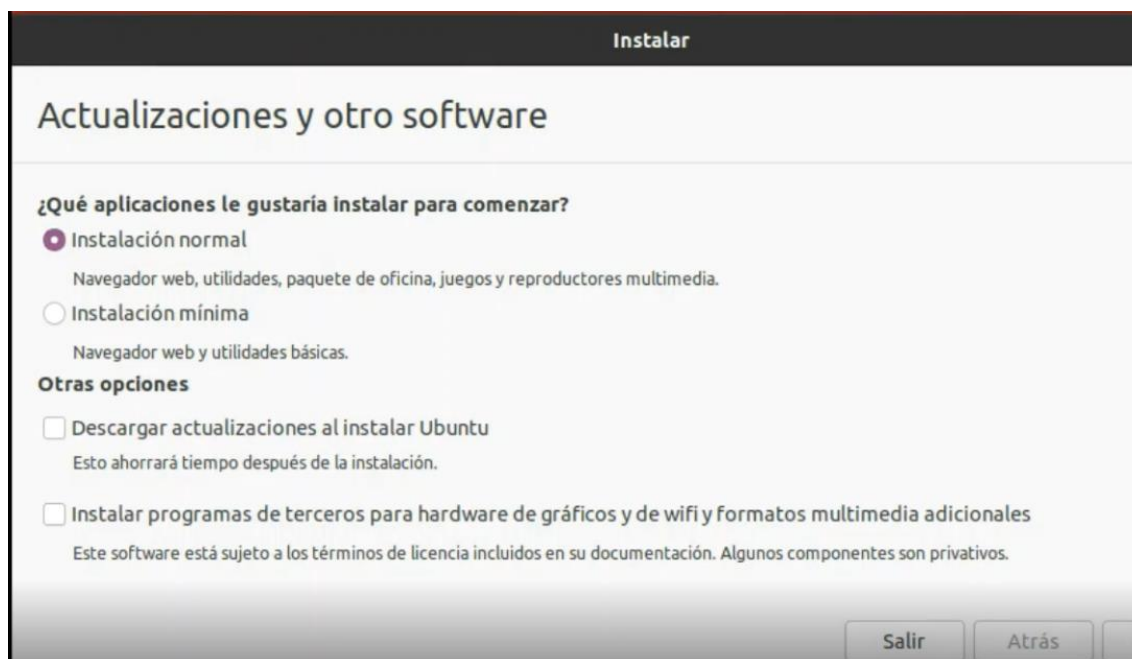 Instalar
Actualizaciones y otro software
¿Qué aplicaciones le gustaría instalar para comenzar?
Instalación normal
Navegador web, utilidades, paquete de oficina, juegos y reproductores multimedia.
Instalación mínima
Navegador web y utilidades básicas.
Otras opciones
Descargar actualizaciones al instalar Ubuntu
Esto ahorrará tiempo después de la instalación.
Instalar programas de terceros para hardware de gráficos y de wifi y formatos multimedia adicionales
Este software está sujeto a los términos de licencia incluidos en su documentación. Algunos componentes son privativos.
Salir Atrás